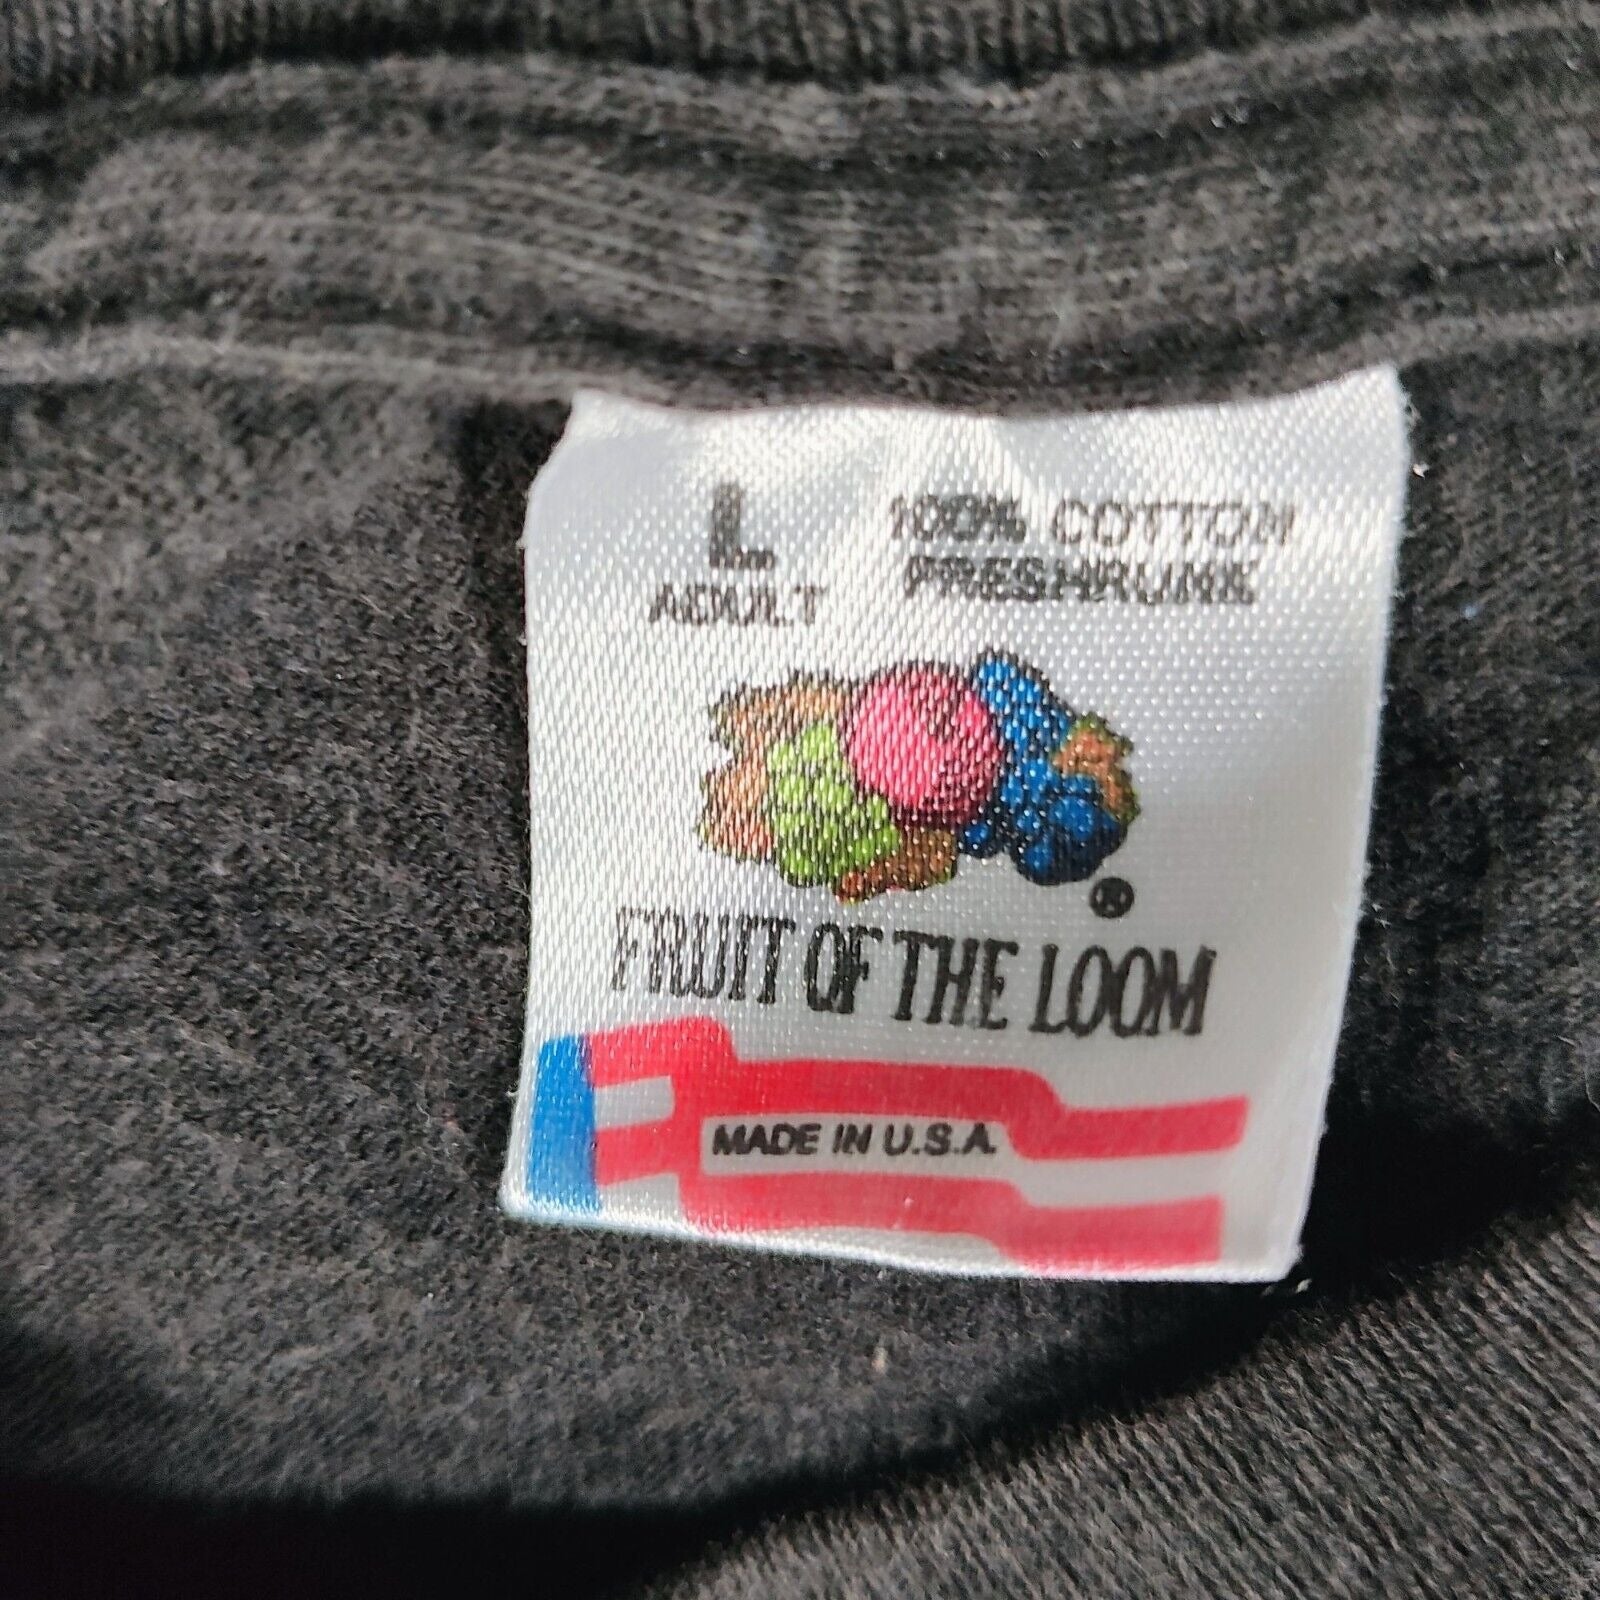 L
ADULT
100% COTTON
PRESHRUNK
®
FRUIT OF THE LOOM
MADE IN U.S.A.